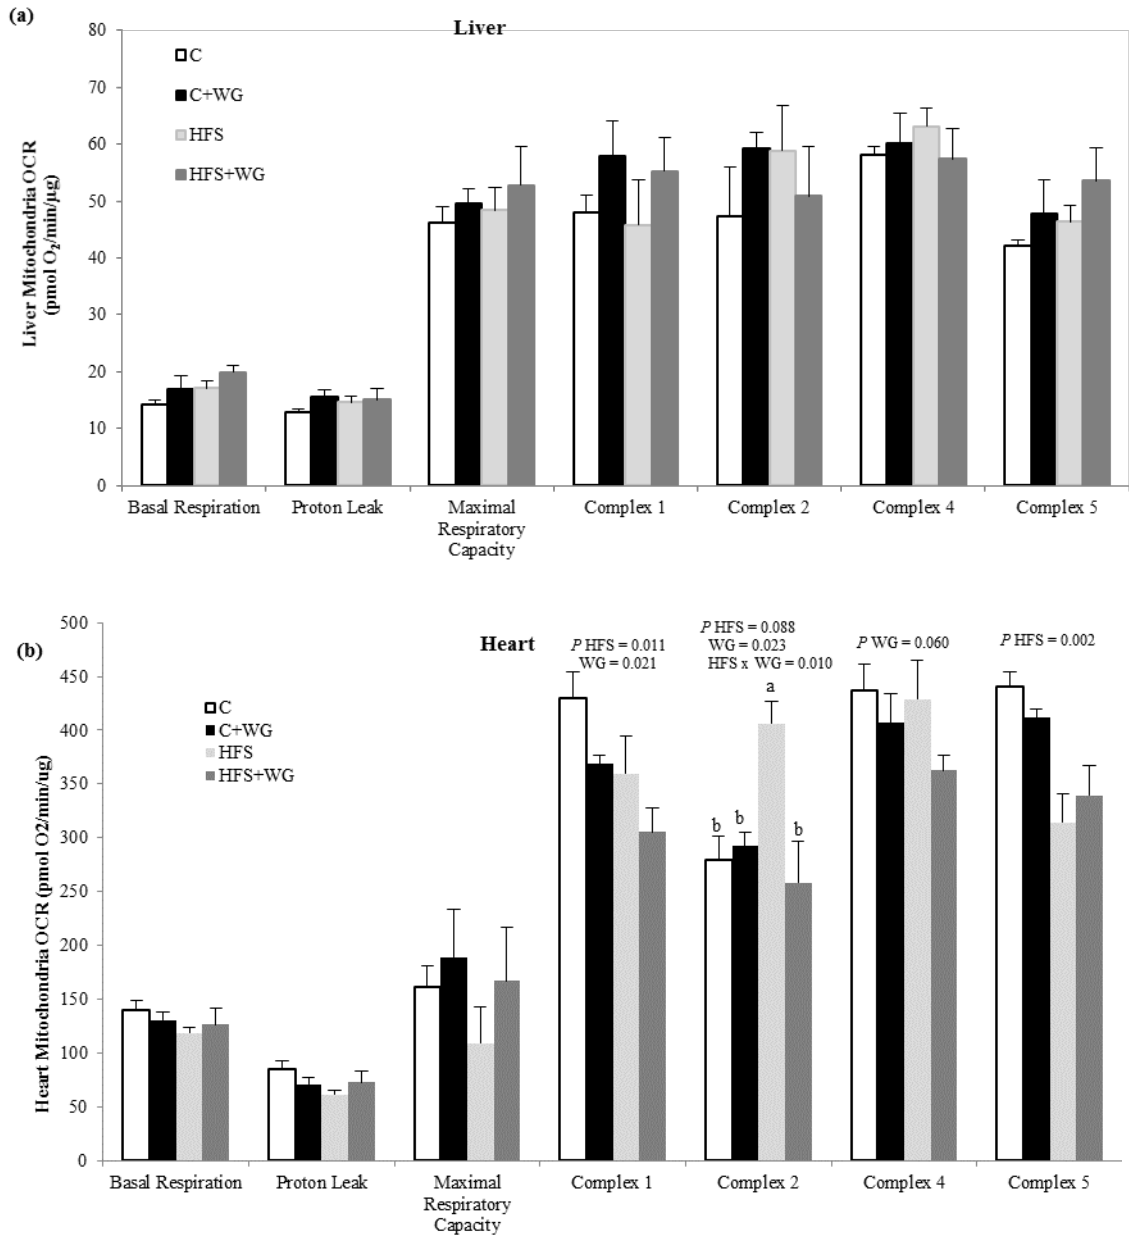 (a)
Liver
80
70
60
50
40
30
20
10
0
Liver Mitochondria OCR
(pmol O₂/min/µg)
C
C+WG
HFS
HFS+WG
Basal Respiration
Proton Leak
Maximal
Respiratory
Capacity
Complex 1
Complex 2
Complex 4
Complex 5
(b)
Heart
500
450
400
350
300
250
200
150
100
50
0
Heart Mitochondria OCR (pmol O2/min/ug)
C
C+WG
HFS
HFS+WG
P HFS = 0.011
WG = 0.021
P HFS = 0.088
WG = 0.023
HFS x WG = 0.010
P WG = 0.060
P HFS = 0.002
b
b
a
b
Basal Respiration
Proton Leak
Maximal
Respiratory
Capacity
Complex 1
Complex 2
Complex 4
Complex 5